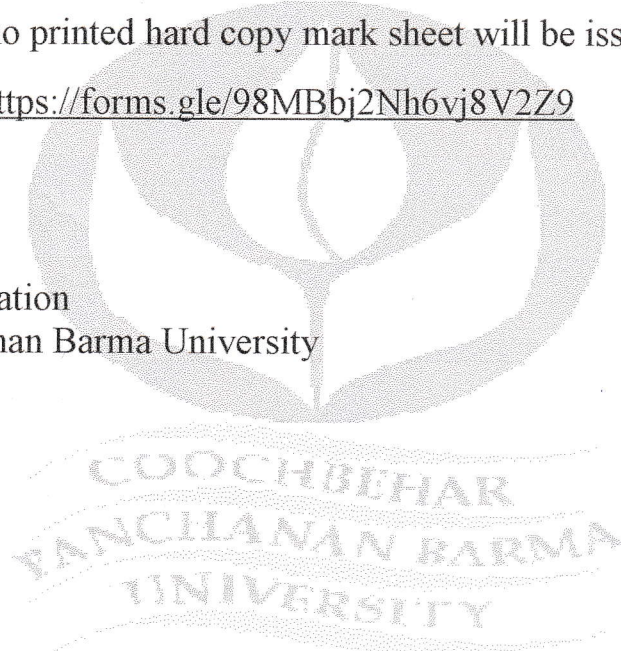 o printed hard copy mark sheet will be iss
ttps://forms.gle/98MBbj2Nh6vj8V2Z9
ation
nan Barma University
COOCHBEHAR
PANCHANAN BARMA
UNIVERSITY